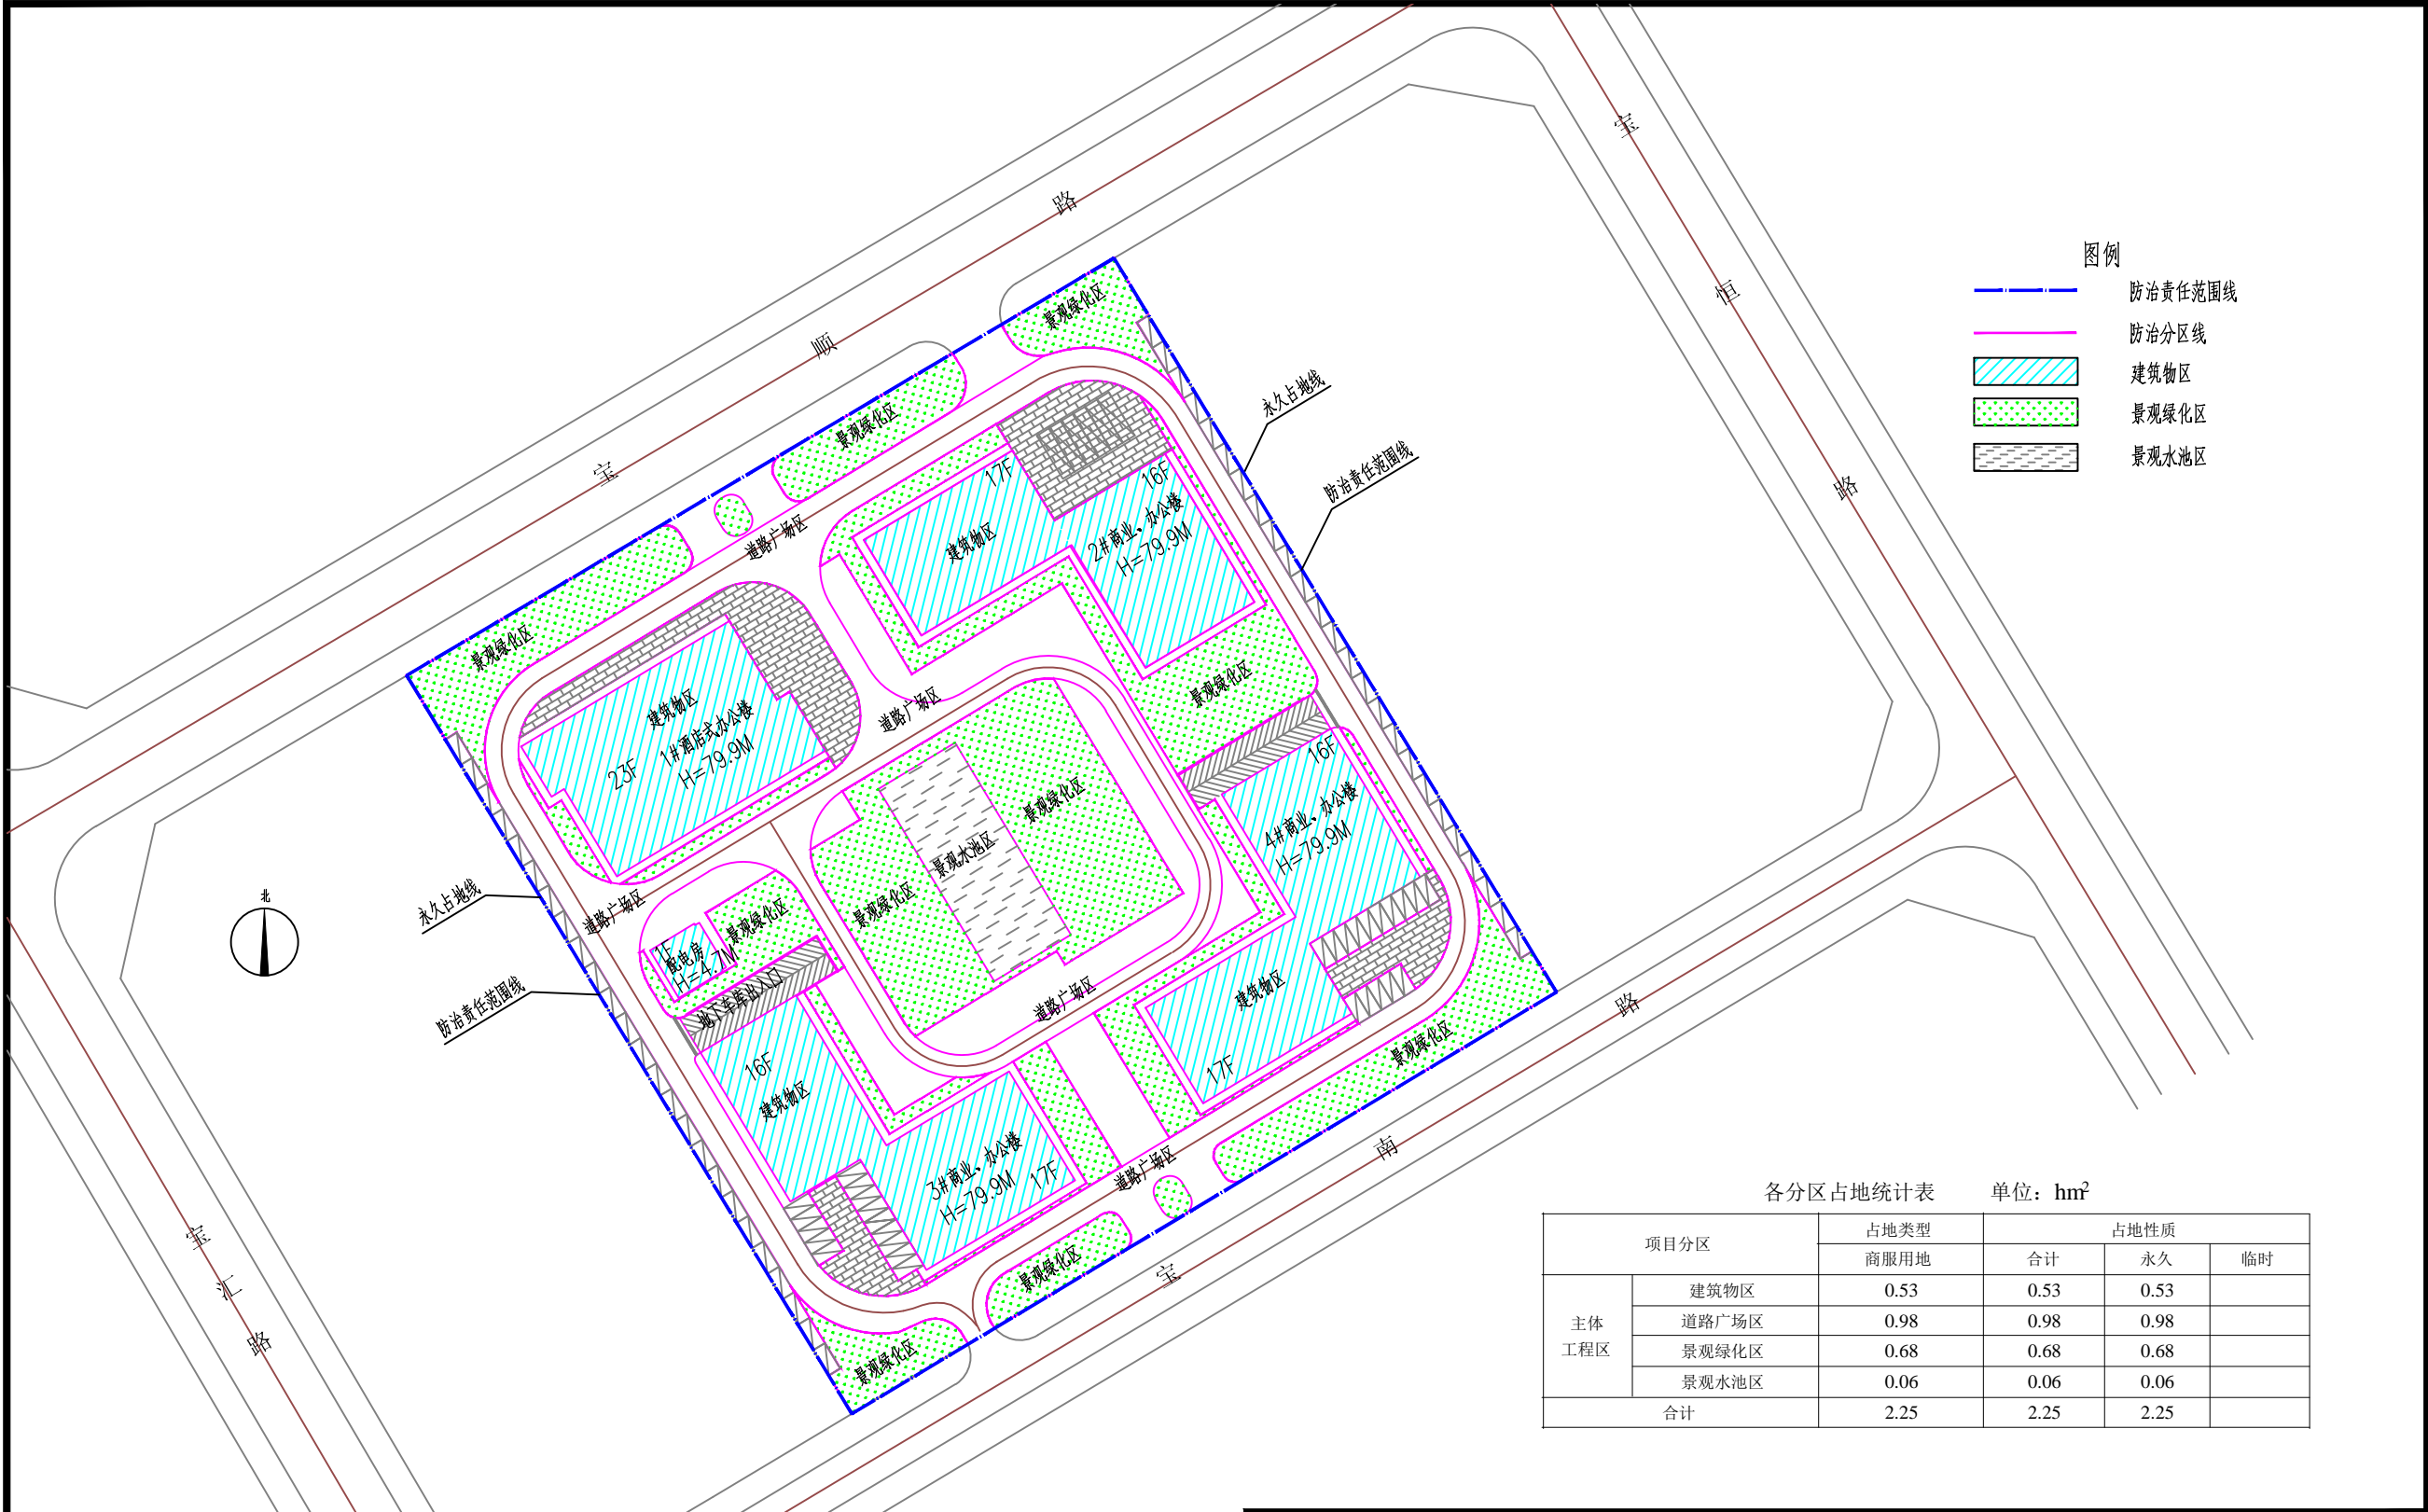 宝顺路
宝恒路
宝南路
宝汇路
北
图例
防治责任范围线
防治分区线
建筑物区
景观绿化区
景观水池区
永久占地线
防治责任范围线
永久占地线
防治责任范围线
景观绿化区
景观绿化区
景观绿化区
道路广场区
17F
16F
建筑物区
2#商业、办公楼
H=79.9M
建筑物区
1#酒店式办公楼
23F
H=79.9M
道路广场区
景观绿化区
16F
4#商业、办公楼
H=79.9M
景观绿化区
景观水池区
景观绿化区
道路广场区
景观绿化区
1F
配电房
H=4.7M
地下车库出入口
道路广场区
建筑物区
17F
景观绿化区
16F
建筑物区
3#商业、办公楼
H=79.9M
17F
道路广场区
景观绿化区
景观绿化区
各分区占地统计表 单位：hm²
项目分区 占地类型 占地性质
商服用地 合计 永久 临时
主体工程区
建筑物区 0.53 0.53 0.53
道路广场区 0.98 0.98 0.98
景观绿化区 0.68 0.68 0.68
景观水池区 0.06 0.06 0.06
合计 2.25 2.25 2.25